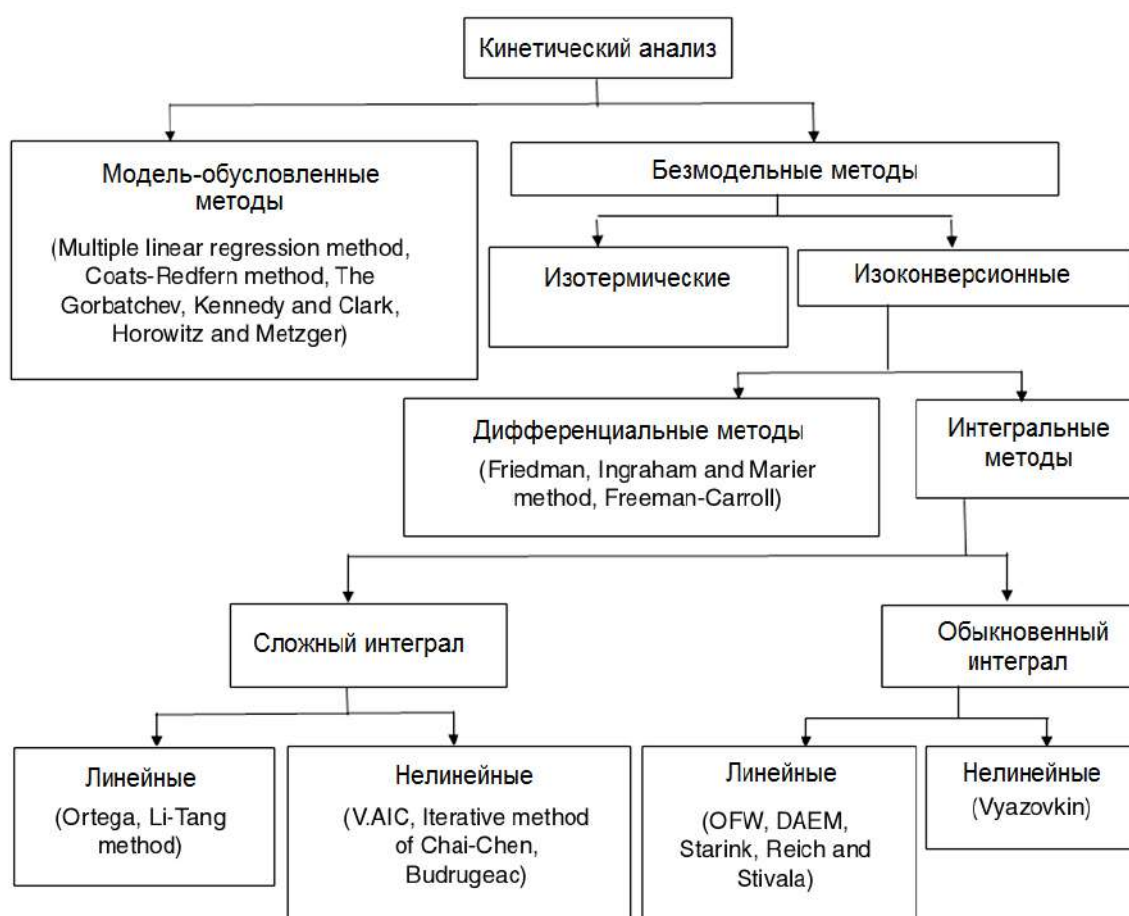 Кинетический анализ
Модель-обусловленные
методы
(Multiple linear regression method,
Coats-Redfern method, The
Gorbatchev, Kennedy and Clark,
Horowitz and Metzger)
Безмодельные методы
Изотермические
Изоконверсионные
Дифференциальные методы
(Friedman, Ingraham and Marier
method, Freeman-Carroll)
Интегральные
методы
Сложный интеграл
Обыкновенный
интеграл
Линейные
(Ortega, Li-Tang
method)
Нелинейные
(V.AIC, Iterative method
of Chai-Chen,
Budrugeac)
Линейные
(OFW, DAEM,
Starink, Reich and
Stivala)
Нелинейные
(Vyazovkin)